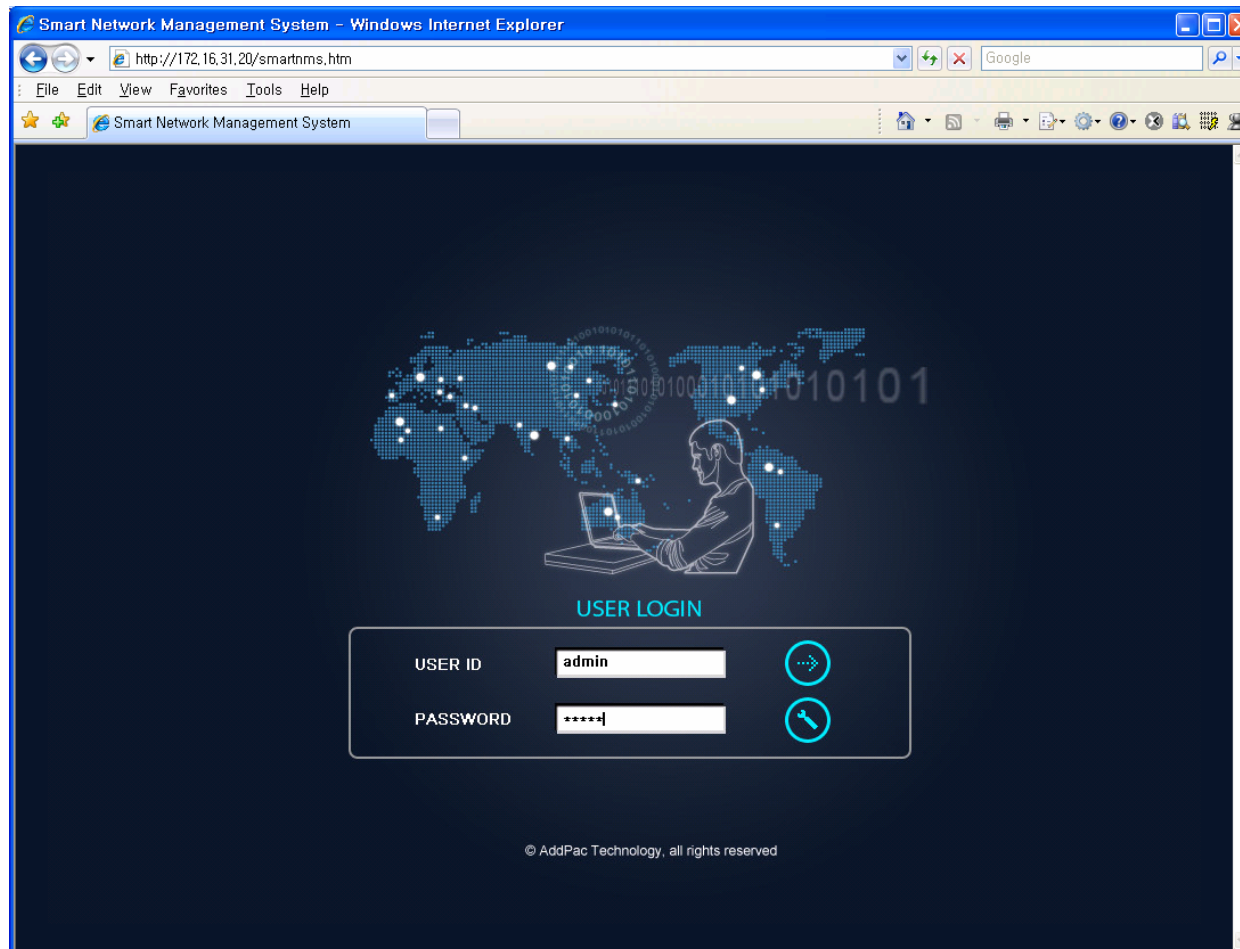 Smart Network Management System - Windows Internet Explorer
http://172,16,31,20/smartnms,htm
Google
File Edit View Favorites Tools Help
Smart Network Management System
USER LOGIN
USER ID
admin
PASSWORD
*****
© AddPac Technology, all rights reserved